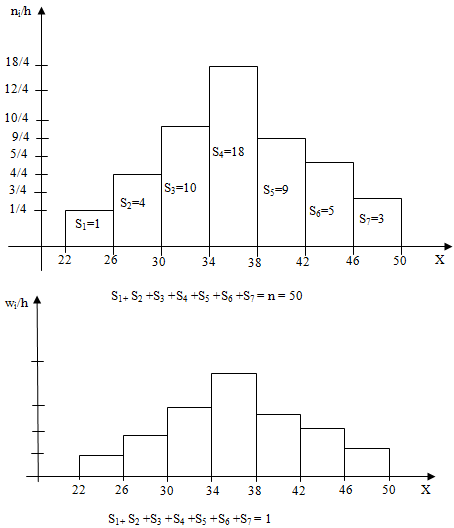 nᵢ/h
18/4
12/4
10/4
9/4
5/4
4/4
3/4
1/4
S₁=1
S₂=4
S₃=10
S₄=18
S₅=9
S₆=5
S₇=3
22 26 30 34 38 42 46 50 X
S₁+ S₂ +S₃ +S₄ +S₅ +S₆ +S₇ = n = 50
wᵢ/h
22 26 30 34 38 42 46 50 X
S₁+ S₂ +S₃ +S₄ +S₅ +S₆ +S₇ = 1